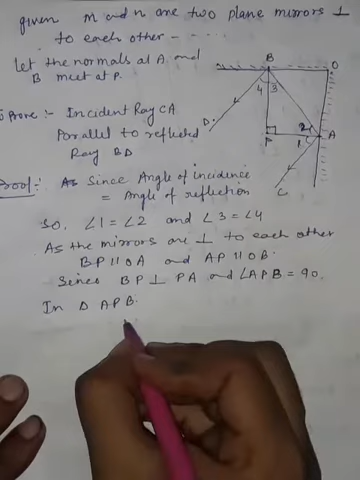 given m and n are two plane mirrors ⊥
to each other - - . . . . .
Let the normals at A and
B meet at P.
Prove :- Incident Ray CA
Parallel to reflected
Ray BD
Proof:- As Since Angle of incidence
= Angle of reflection
So, ∠1 = ∠2 and ∠3 = ∠4
As the mirrors are ⊥ to each other
BP || OA and AP || OB.
Since BP ⊥ PA and ∠APB = 90
In Δ APB.
B
O
4
3
D
2
P
1
A
C